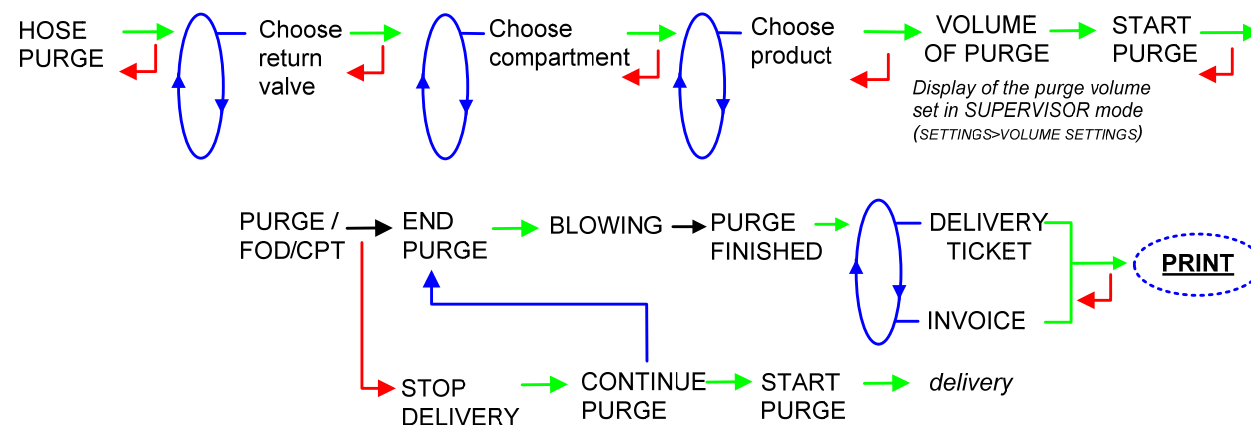 HOSE
PURGE
Choose
return
valve
Choose
compartment
Choose
product
VOLUME
OF PURGE
Display of the purge volume
set in SUPERVISOR mode
(SETTINGS>VOLUME SETTINGS)
START
PURGE
PURGE /
FOD/CPT
END
PURGE
BLOWING
PURGE
FINISHED
DELIVERY
TICKET
INVOICE
PRINT
STOP
DELIVERY
CONTINUE
PURGE
START
PURGE
delivery